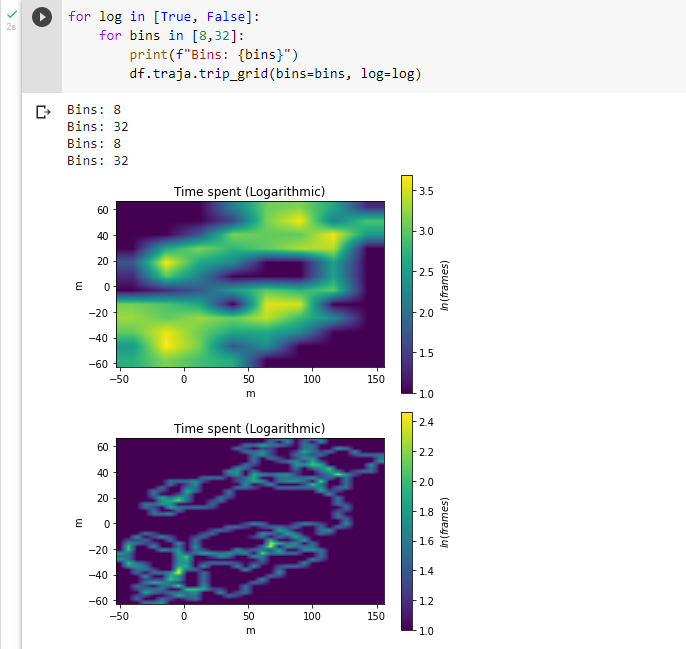 for log in [True, False]:
for bins in [8,32]:
print(f"Bins: {bins}")
df.traja.trip_grid(bins=bins, log=log)
2s
Bins: 8
Bins: 32
Bins: 8
Bins: 32
Time spent (Logarithmic)
60
40
20
0
−20
−40
−60
m
−50 0 50 100 150
m
3.5
3.0
2.5
2.0
1.5
1.0
ln(frames)
Time spent (Logarithmic)
60
40
20
0
−20
−40
−60
m
−50 0 50 100 150
m
2.4
2.2
2.0
1.8
1.6
1.4
1.2
1.0
ln(frames)